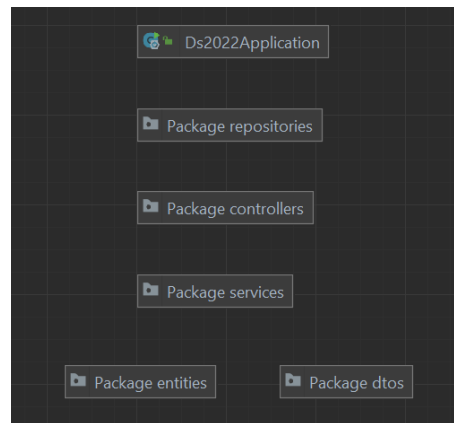 Ds2022Application
Package repositories
Package controllers
Package services
Package entities
Package dtos